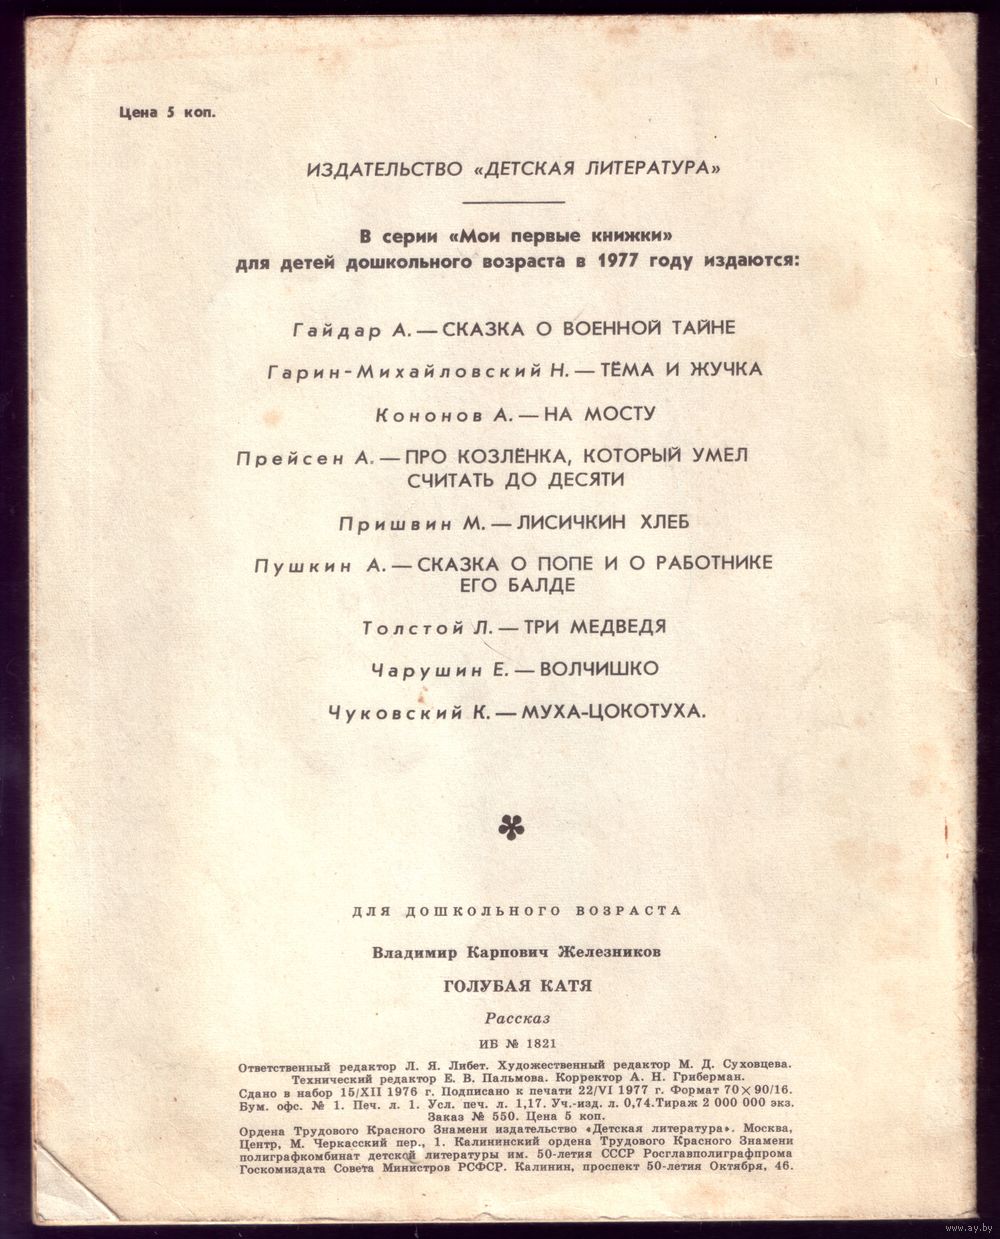 Цена 5 коп.
ИЗДАТЕЛЬСТВО «ДЕТСКАЯ ЛИТЕРАТУРА»
В серии «Мои первые книжки»
для детей дошкольного возраста в 1977 году издаются:
Гайдар А. — СКАЗКА О ВОЕННОЙ ТАЙНЕ
Гарин-Михайловский Н. — ТЁМА И ЖУЧКА
Кононов А. — НА МОСТУ
Прейсен А. — ПРО КОЗЛЁНКА, КОТОРЫЙ УМЕЛ
СЧИТАТЬ ДО ДЕСЯТИ
Пришвин М. — ЛИСИЧКИН ХЛЕБ
Пушкин А. — СКАЗКА О ПОПЕ И О РАБОТНИКЕ
ЕГО БАЛДЕ
Толстой Л. — ТРИ МЕДВЕДЯ
Чарушин Е. — ВОЛЧИШКО
Чуковский К. — МУХА-ЦОКОТУХА.
ДЛЯ ДОШКОЛЬНОГО ВОЗРАСТА
Владимир Карпович Железников
ГОЛУБАЯ КАТЯ
Рассказ
ИБ № 1821
Ответственный редактор Л. Я. Либет. Художественный редактор М. Д. Суховцева.
Технический редактор Е. В. Пальмова. Корректор А. Н. Гриберман.
Сдано в набор 15/XII 1976 г. Подписано к печати 22/VI 1977 г. Формат 70×90/16.
Бум. офс. № 1. Печ. л. 1. Усл. печ. л. 1,17. Уч.-изд. л. 0,74. Тираж 2 000 000 экз.
Заказ № 550. Цена 5 коп.
Ордена Трудового Красного Знамени издательство «Детская литература». Москва,
Центр, М. Черкасский пер., 1. Калининский ордена Трудового Красного Знамени
полиграфкомбинат детской литературы им. 50-летия СССР Росглавполиграфпрома
Госкомиздата Совета Министров РСФСР. Калинин, проспект 50-летия Октября, 46.
www.ay.by